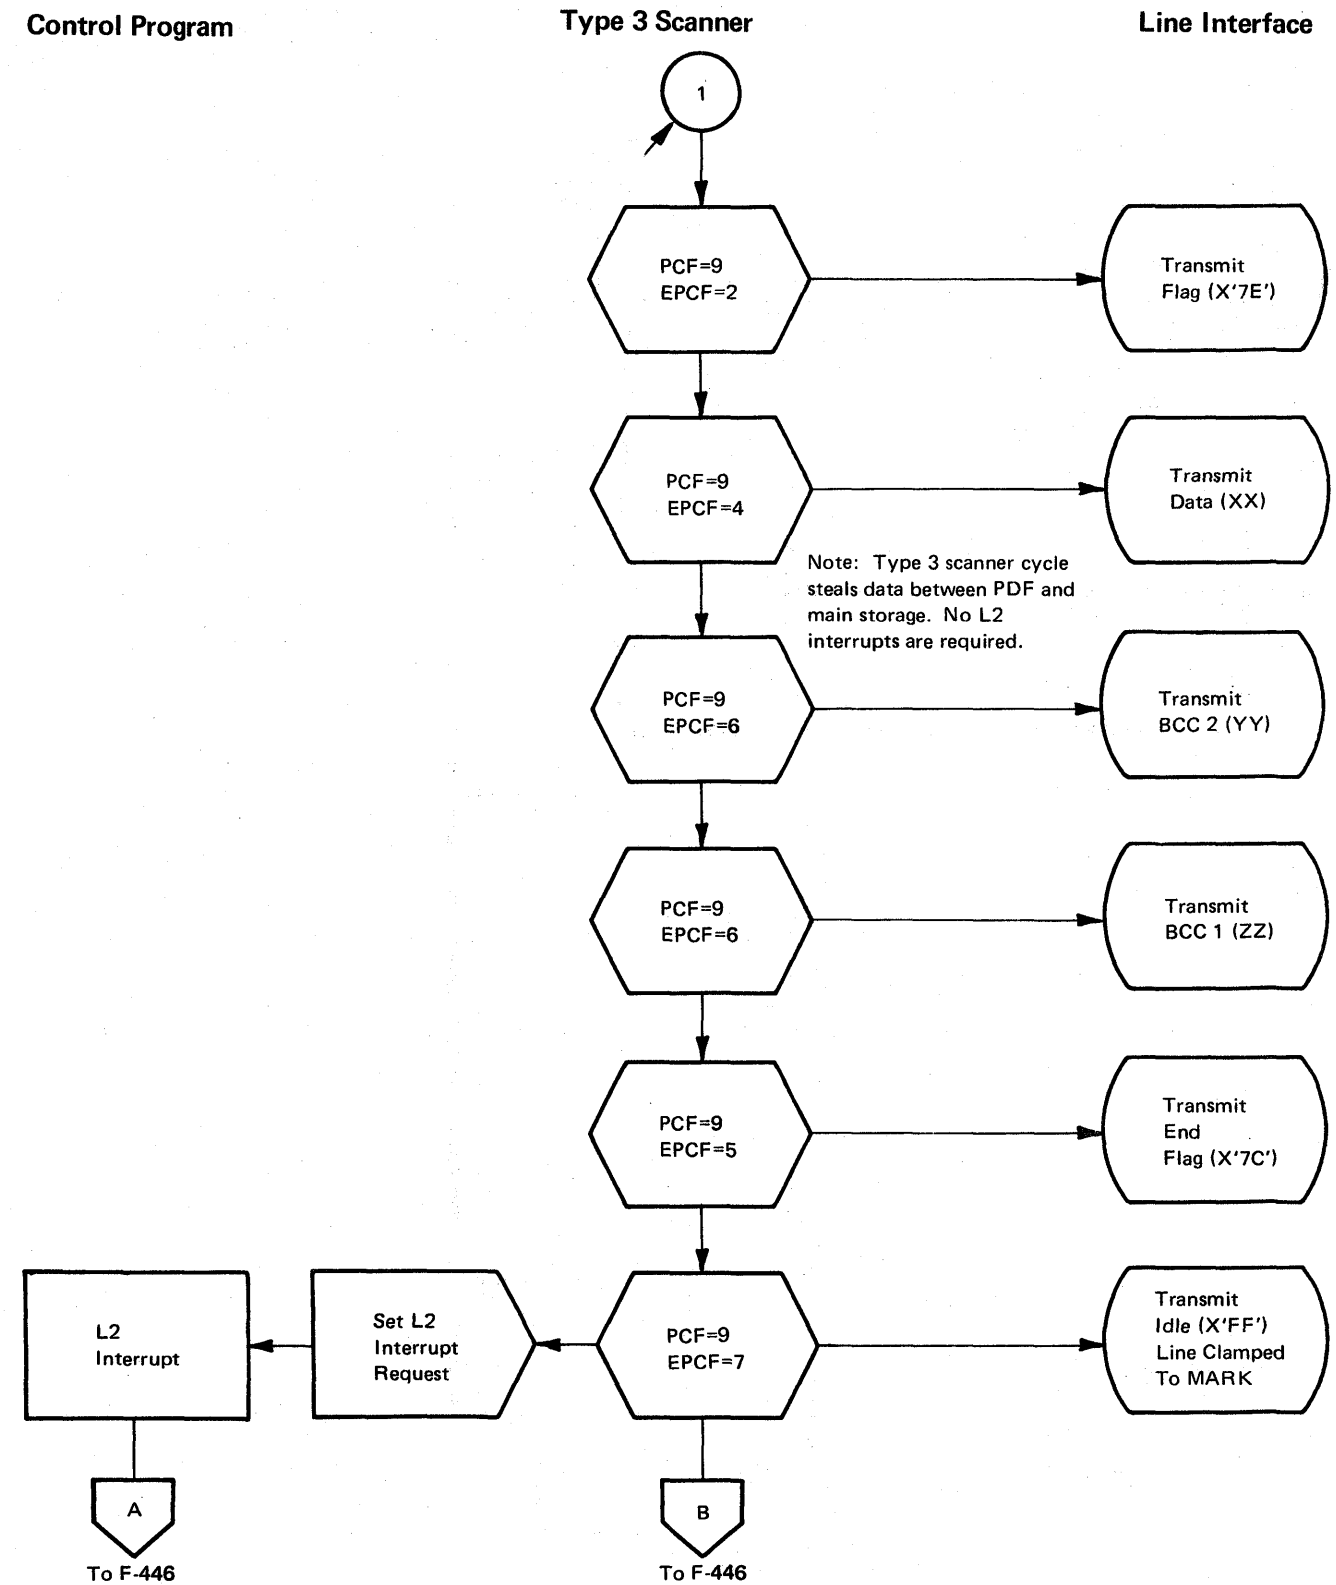 Control Program
Type 3 Scanner
Line Interface
1
PCF=9
EPCF=2
Transmit
Flag (X'7E')
PCF=9
EPCF=4
Transmit
Data (XX)
Note: Type 3 scanner cycle
steals data between PDF and
main storage. No L2
interrupts are required.
PCF=9
EPCF=6
Transmit
BCC 2 (YY)
PCF=9
EPCF=6
Transmit
BCC 1 (ZZ)
PCF=9
EPCF=5
Transmit
End
Flag (X'7C')
L2
Interrupt
Set L2
Interrupt
Request
PCF=9
EPCF=7
Transmit
Idle (X'FF')
Line Clamped
To MARK
A
To F-446
B
To F-446